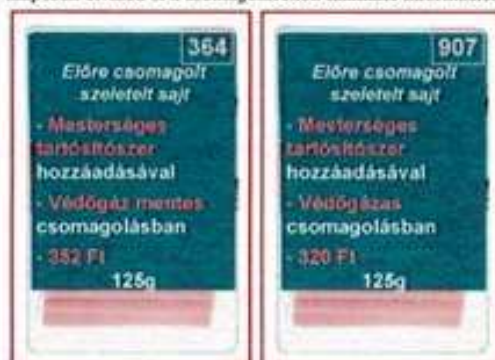 364
Előre csomagolt
szeletelt sajt
- Mesterséges
tartósítószer
hozzáadásával
- Védőgáz mentes
csomagolásban
- 352 Ft
125g
907
Előre csomagolt
szeletelt sajt
- Mesterséges
tartósítószer
hozzáadásával
- Védőgázas
csomagolásban
- 320 Ft
125g